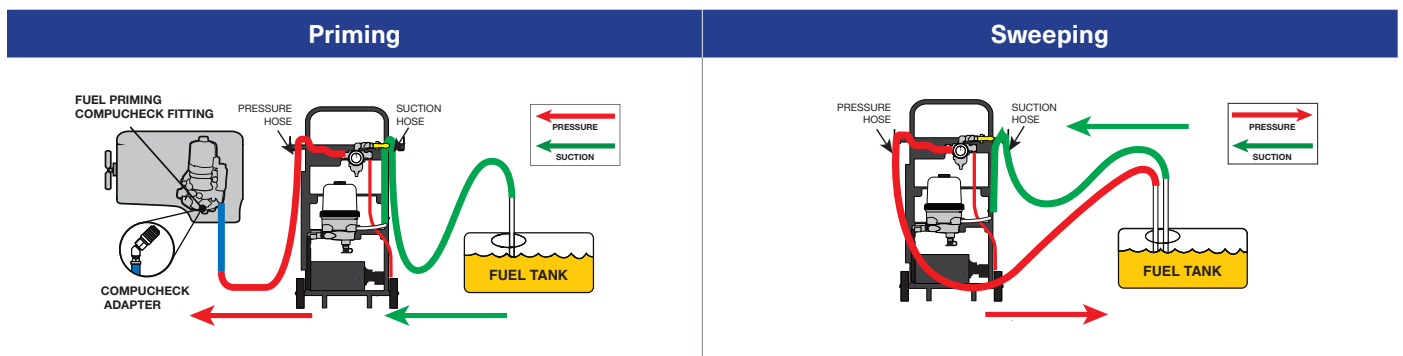 Priming
Sweeping
FUEL PRIMING
COMPUCHECK FITTING
PRESSURE
HOSE
SUCTION
HOSE
PRESSURE
SUCTION
FUEL TANK
COMPUCHECK
ADAPTER
PRESSURE
HOSE
SUCTION
HOSE
PRESSURE
SUCTION
FUEL TANK